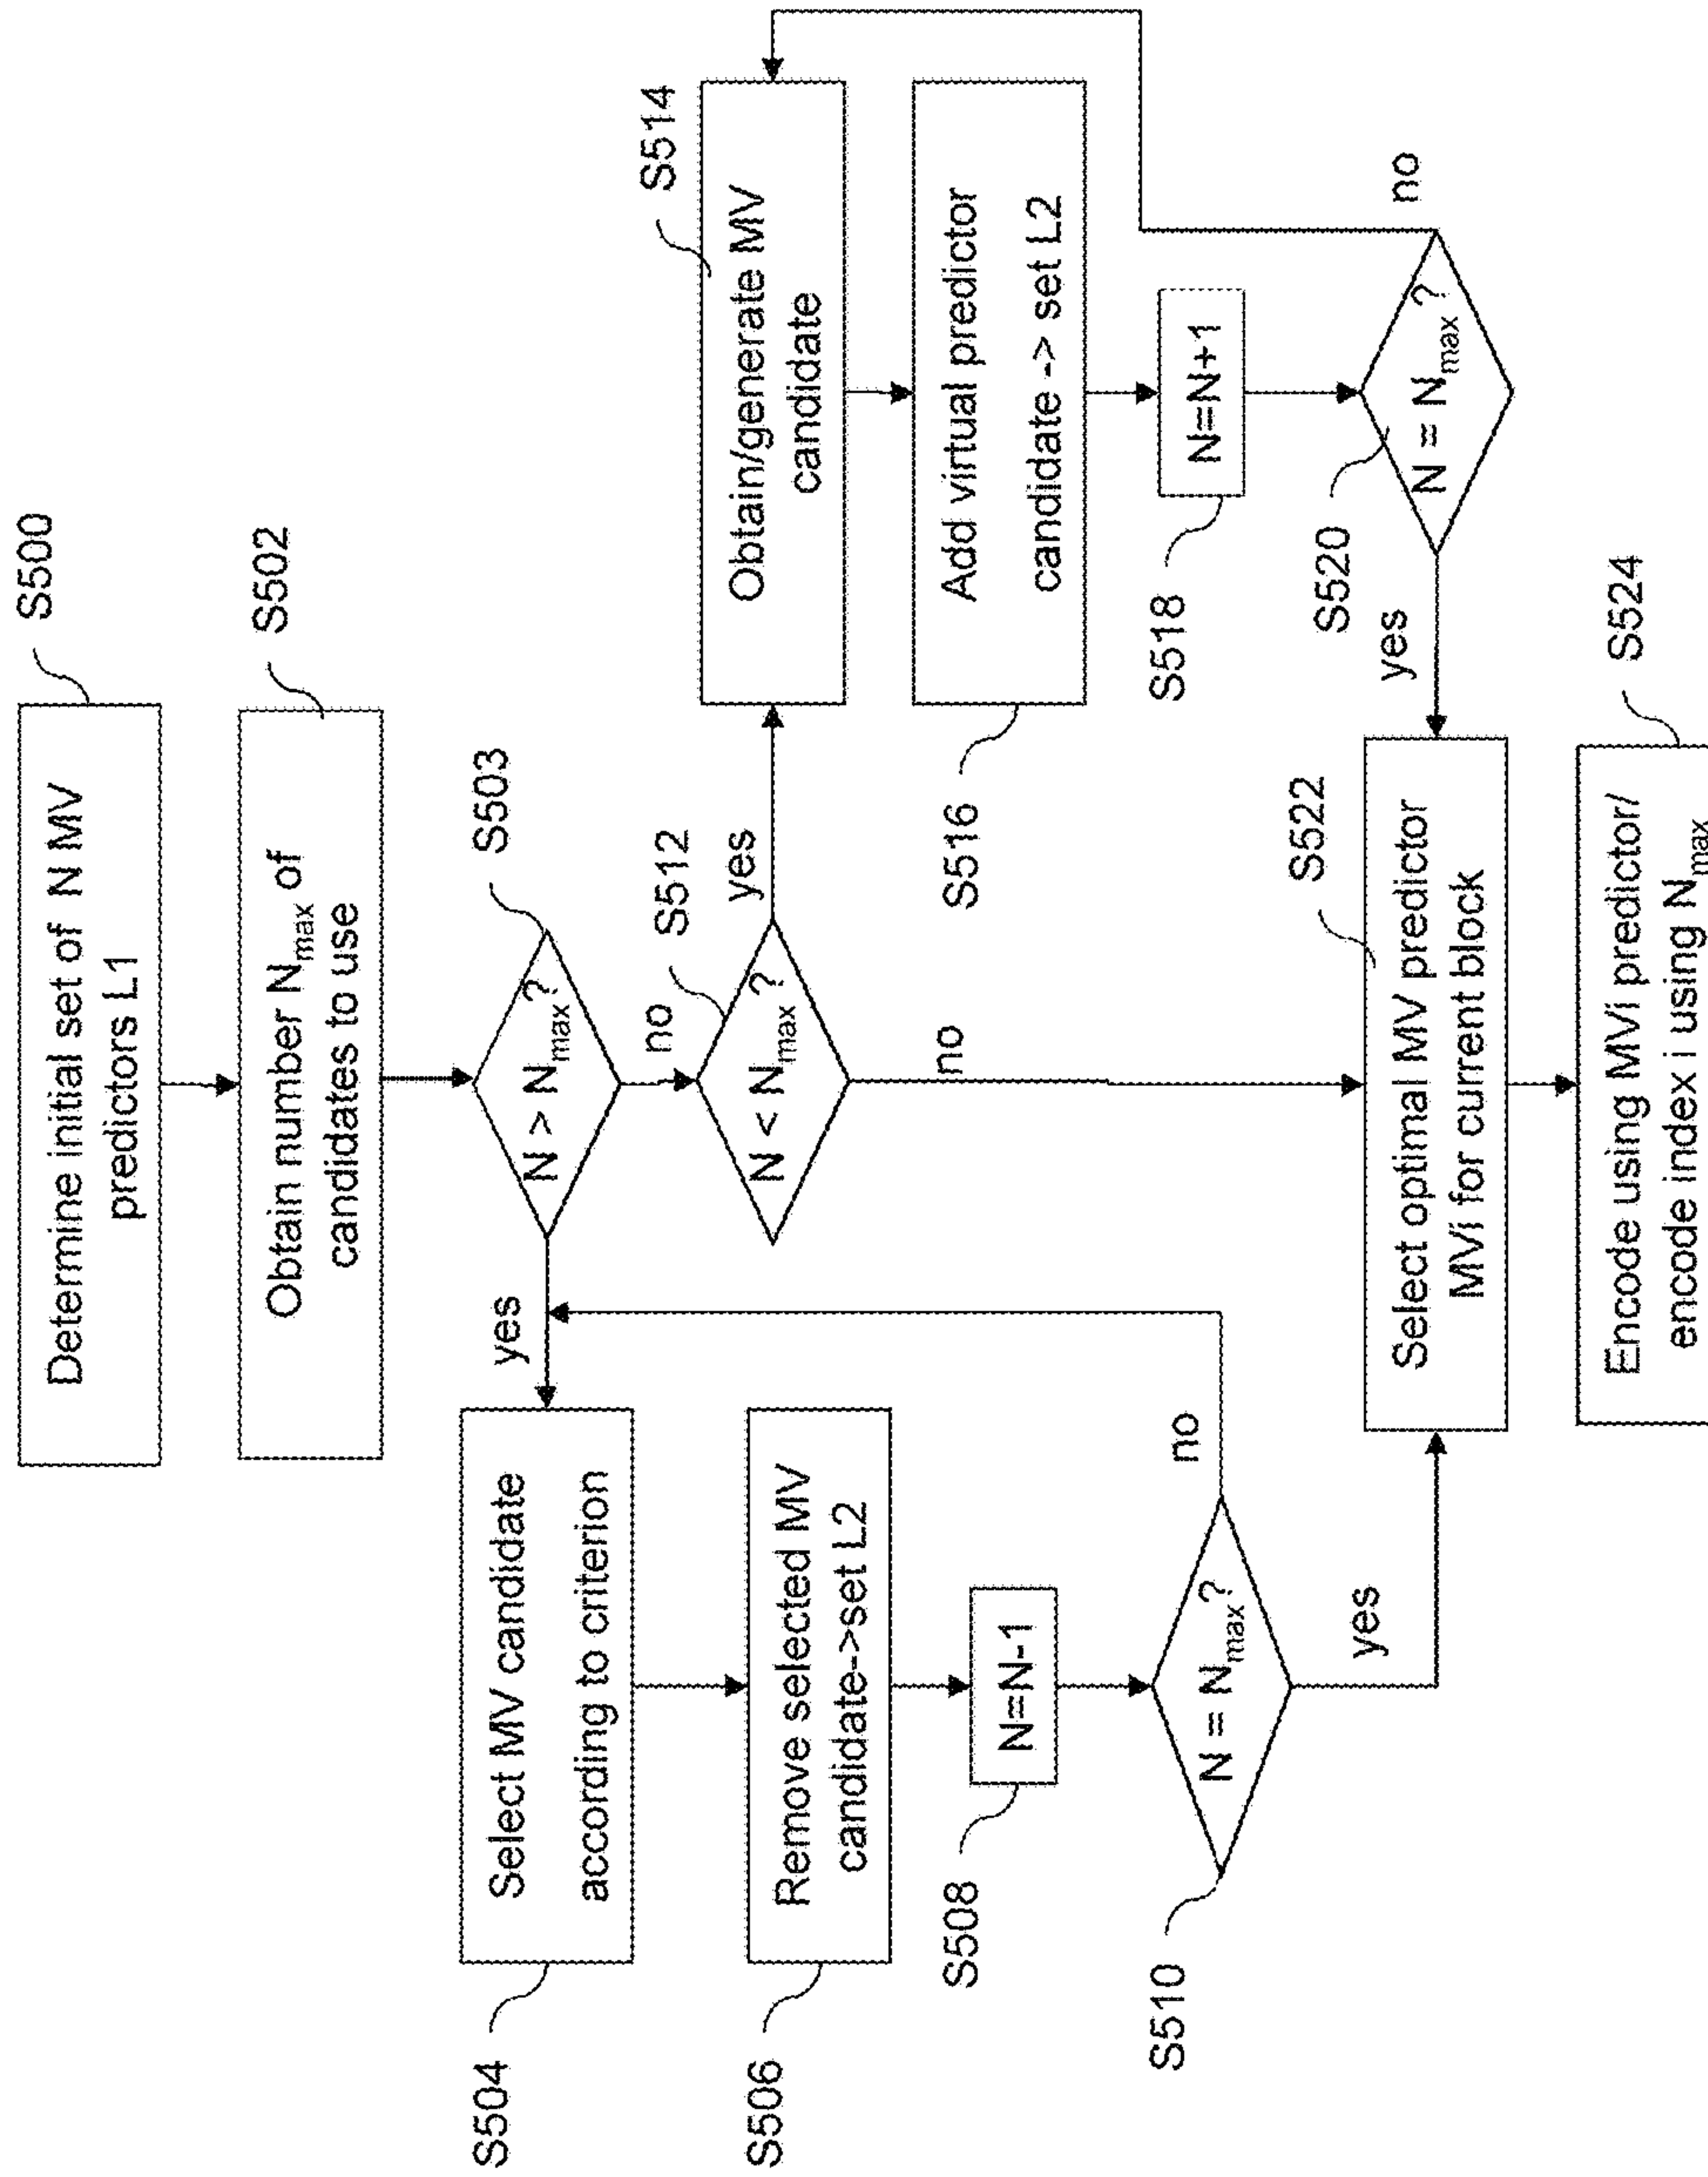 S500
Determine initial set of N MV
predictors L1
S502
Obtain number Nmax of
candidates to use
S503
N > Nmax?
yes
no
S504
Select MV candidate
according to criterion
S506
Remove selected MV
candidate->set L2
S508
N=N-1
S510
N = Nmax?
no
yes
S512
N < Nmax?
yes
no
S514
Obtain/generate MV
candidate
S516
Add virtual predictor
candidate -> set L2
S518
N=N+1
S520
N = Nmax?
no
yes
S522
Select optimal MV predictor
MVi for current block
S524
Encode using MVi predictor/
encode index i using Nmax